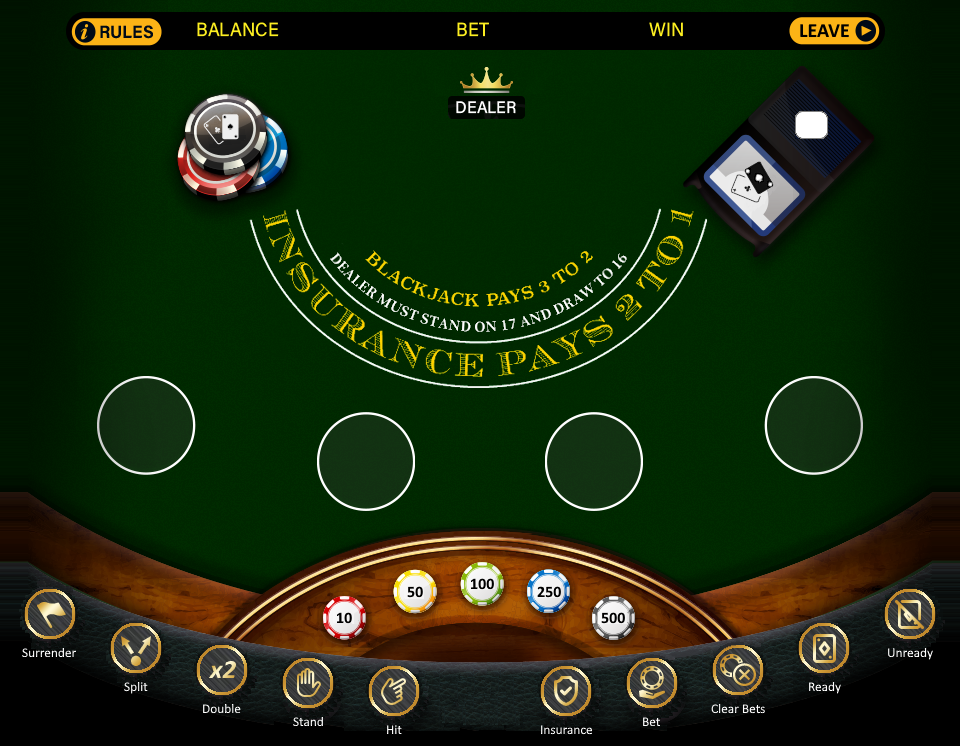 RULES
BALANCE
BET
WIN
LEAVE
DEALER
BLACKJACK PAYS 3 TO 2
DEALER MUST STAND ON 17 AND DRAW TO 16
INSURANCE PAYS 2 TO 1
10
50
100
250
500
x2
Surrender
Split
Double
Stand
Hit
Insurance
Bet
Clear Bets
Ready
Unready